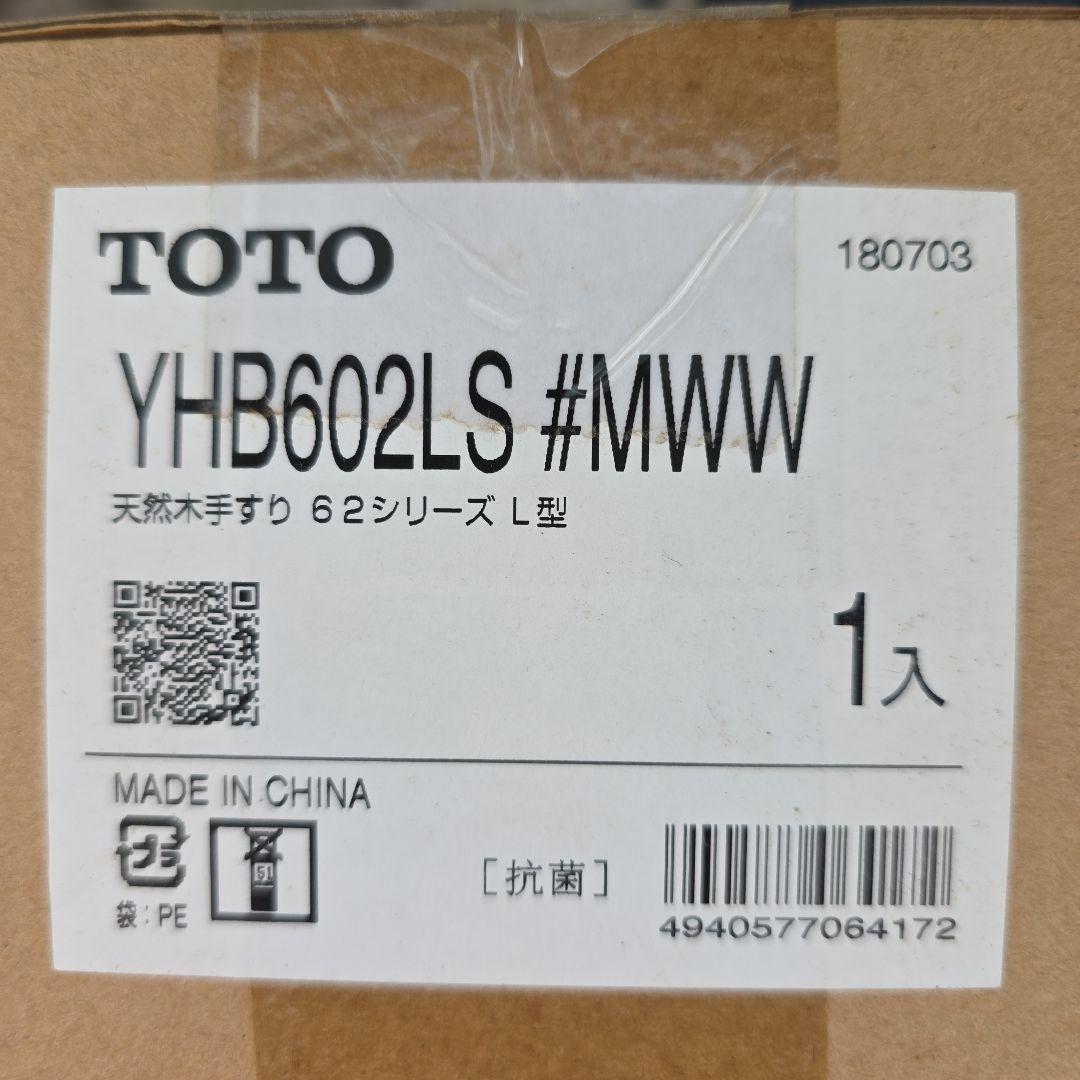 TOTO
180703
YHB602LS #MWW
天然木手すり 62シリーズ L型
1入
MADE IN CHINA
プラ
51
袋:PE
[抗菌]
4940577064172